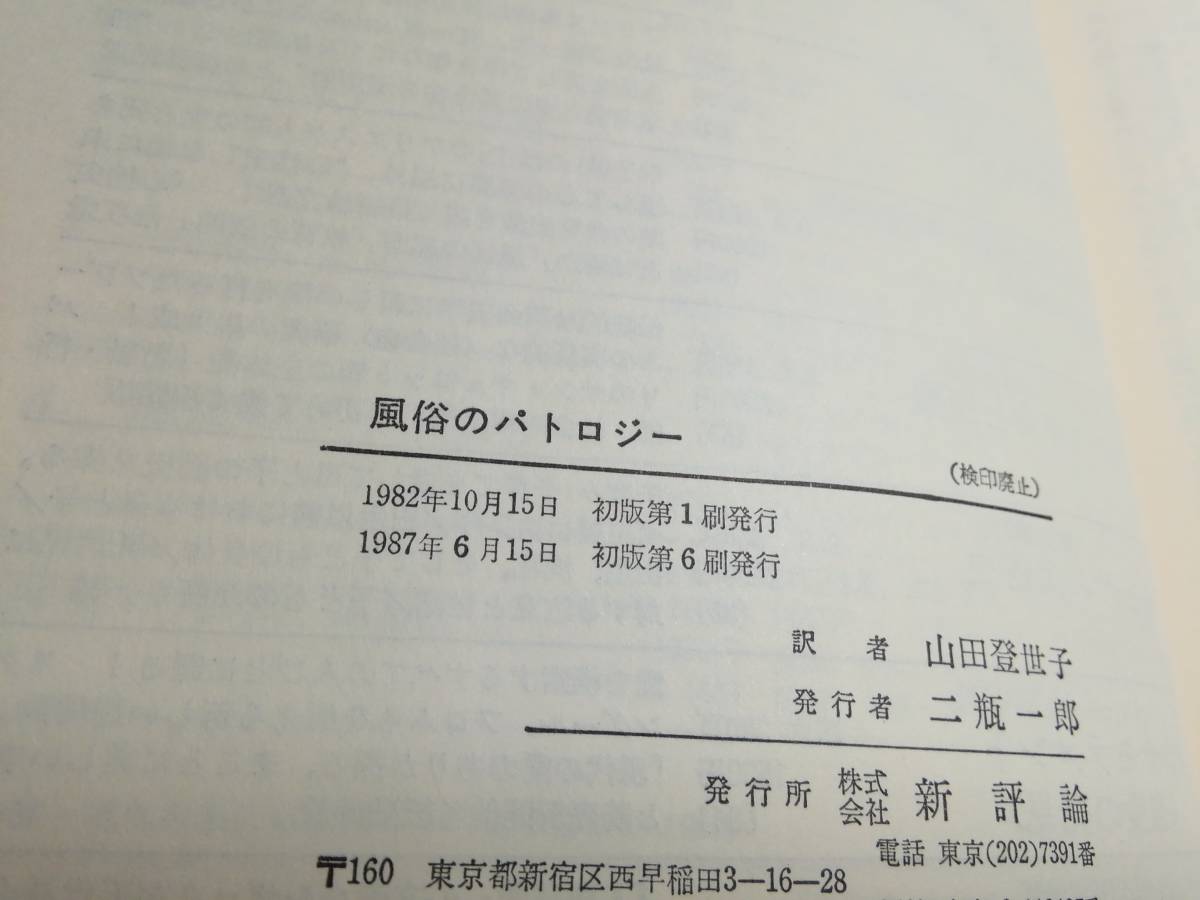 風俗のパトロジー
(検印廃止)
1982年10月15日 初版第1刷発行
1987年6月15日 初版第6刷発行
訳者 山田登世子
発行者 二瓶一郎
発行所 株式会社 新評論
電話 東京(202)7391番
〒160 東京都新宿区西早稲田3—16—28